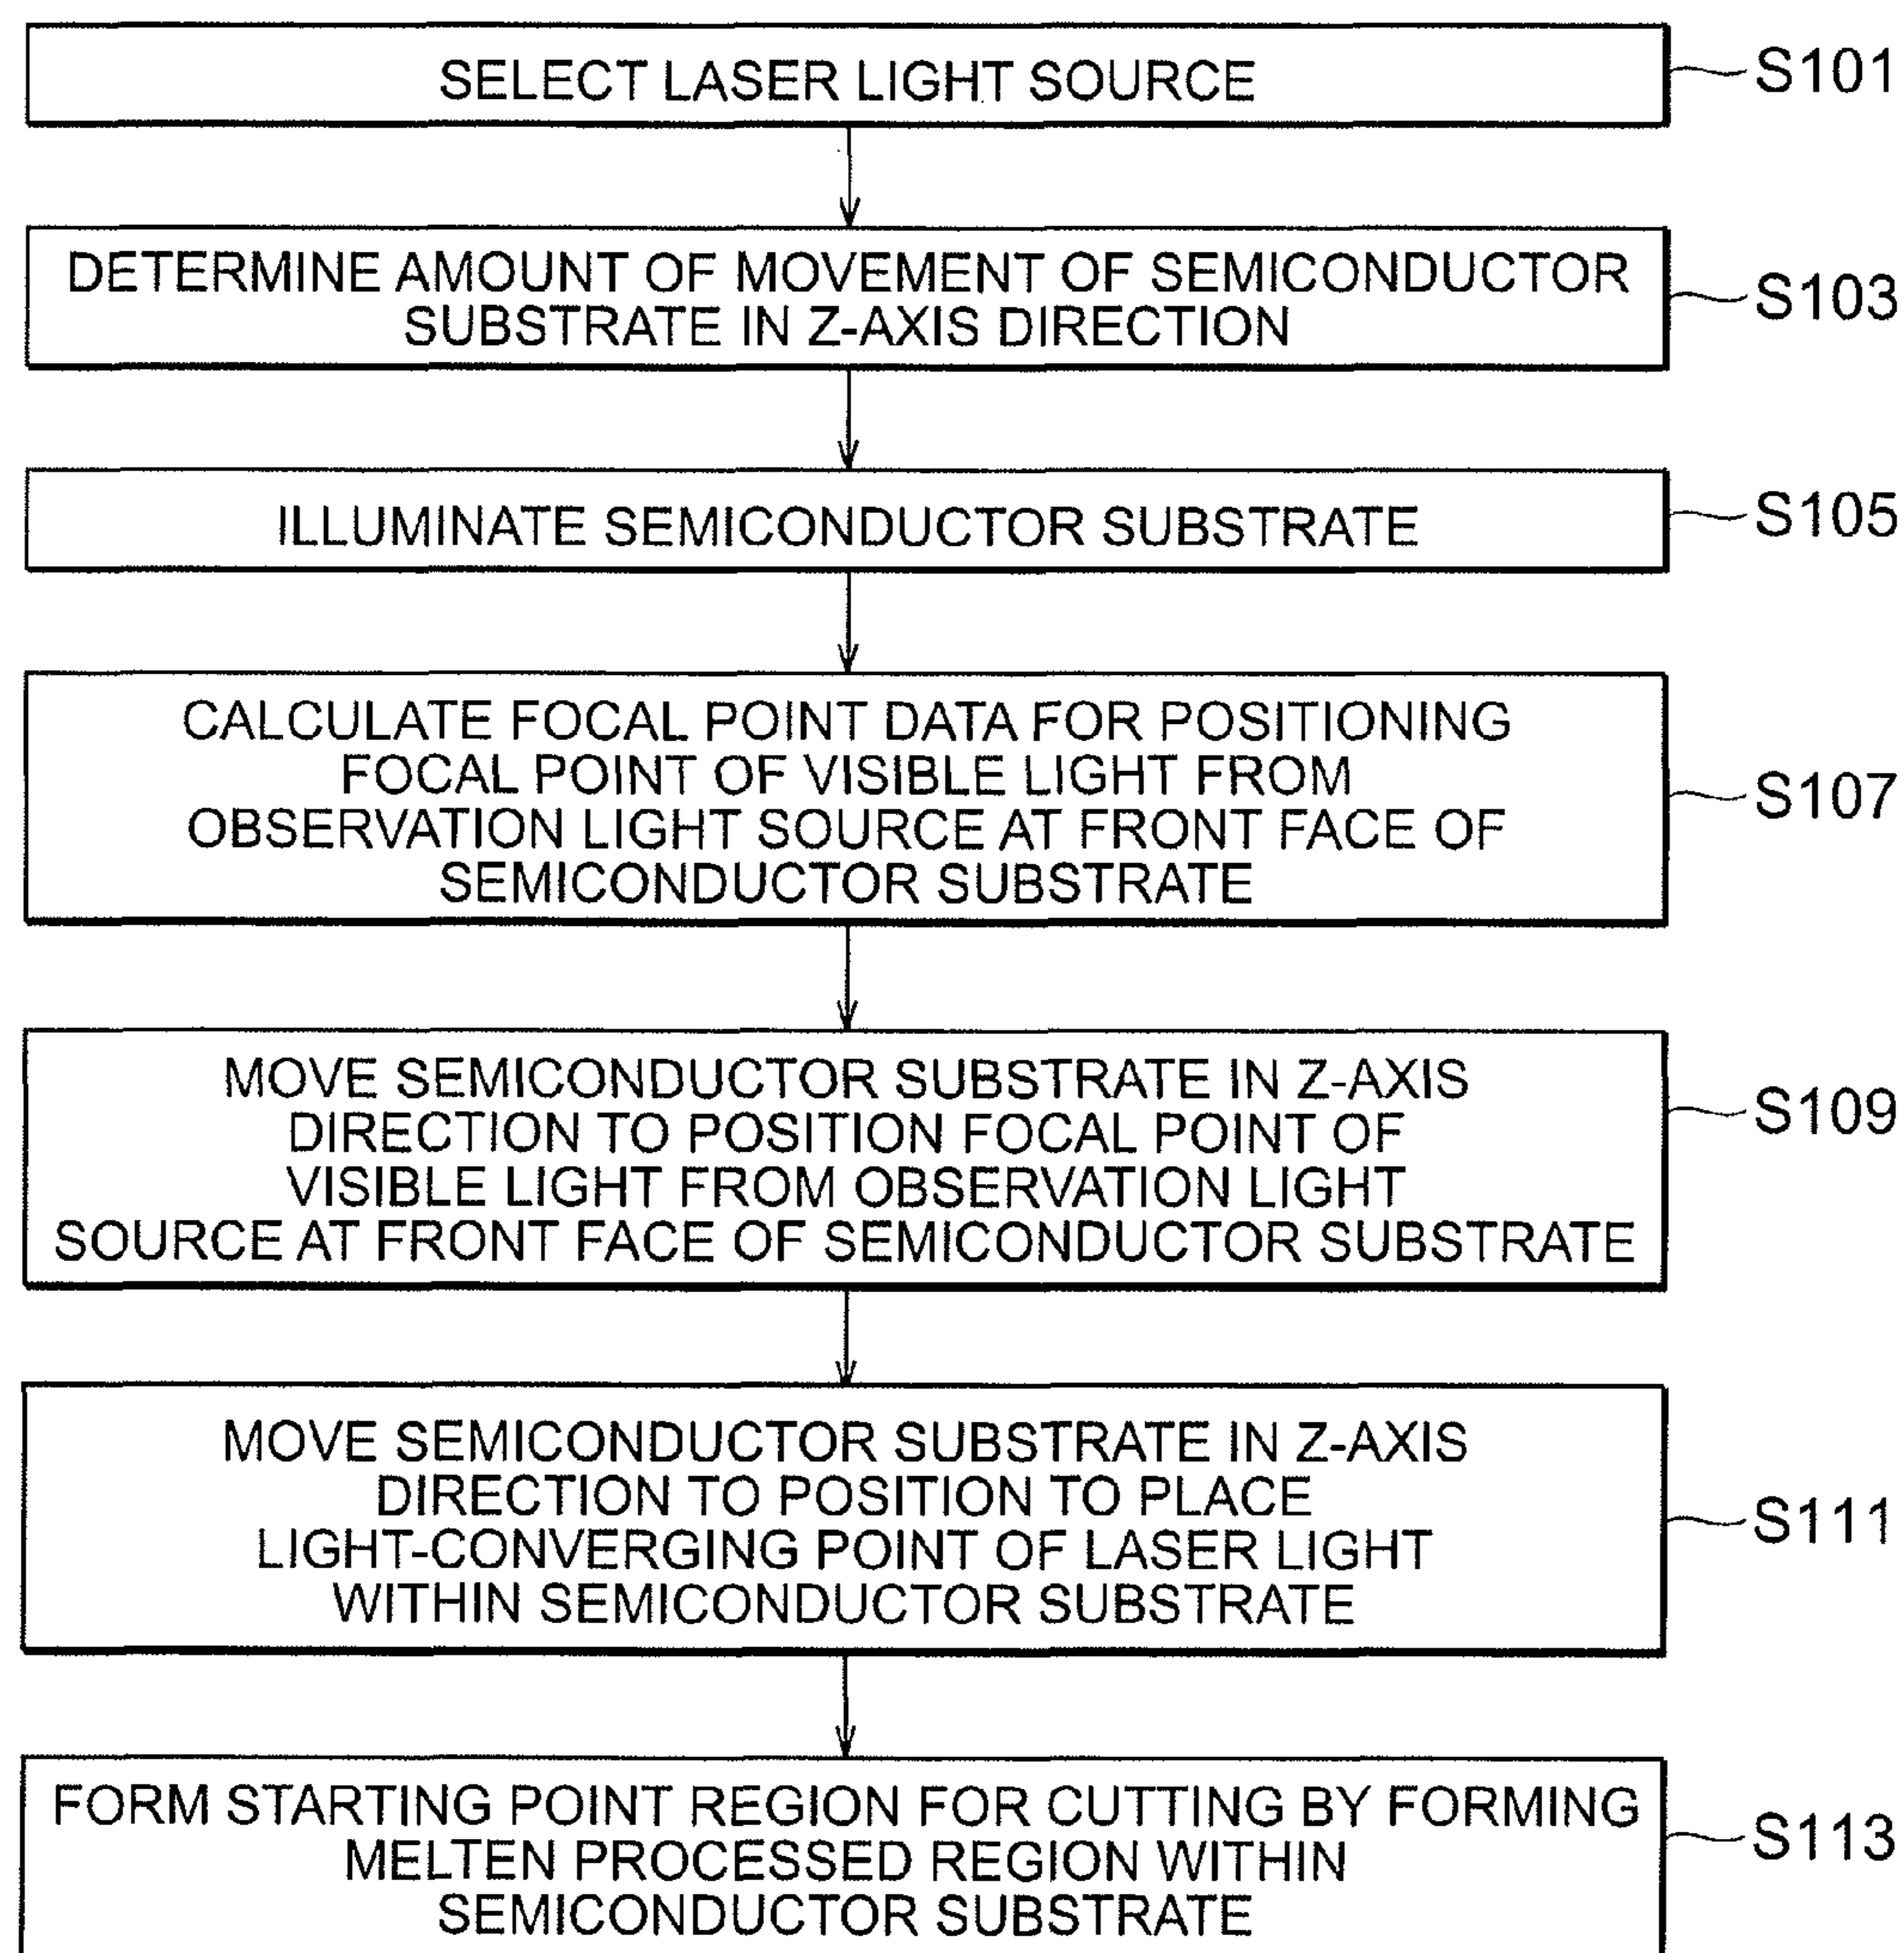 SELECT LASER LIGHT SOURCE
S101
DETERMINE AMOUNT OF MOVEMENT OF SEMICONDUCTOR
SUBSTRATE IN Z-AXIS DIRECTION
S103
ILLUMINATE SEMICONDUCTOR SUBSTRATE
S105
CALCULATE FOCAL POINT DATA FOR POSITIONING
FOCAL POINT OF VISIBLE LIGHT FROM
OBSERVATION LIGHT SOURCE AT FRONT FACE OF
SEMICONDUCTOR SUBSTRATE
S107
MOVE SEMICONDUCTOR SUBSTRATE IN Z-AXIS
DIRECTION TO POSITION FOCAL POINT OF
VISIBLE LIGHT FROM OBSERVATION LIGHT
SOURCE AT FRONT FACE OF SEMICONDUCTOR SUBSTRATE
S109
MOVE SEMICONDUCTOR SUBSTRATE IN Z-AXIS
DIRECTION TO POSITION TO PLACE
LIGHT-CONVERGING POINT OF LASER LIGHT
WITHIN SEMICONDUCTOR SUBSTRATE
S111
FORM STARTING POINT REGION FOR CUTTING BY FORMING
MELTEN PROCESSED REGION WITHIN
SEMICONDUCTOR SUBSTRATE
S113